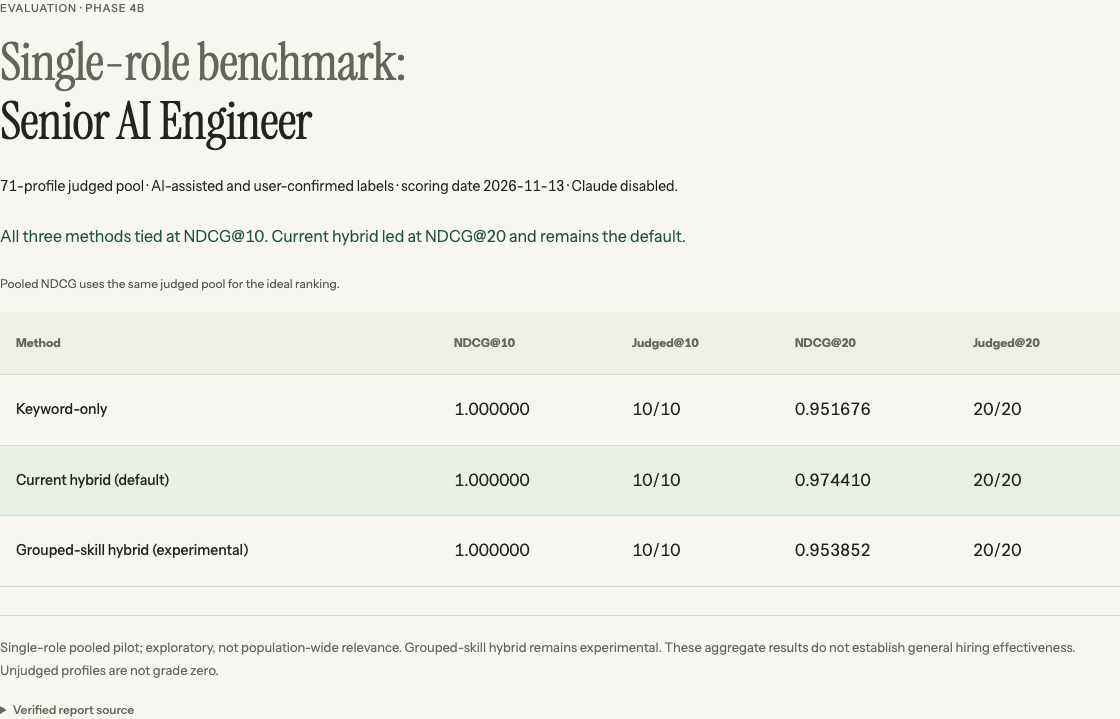 EVALUATION · PHASE 4B
Single-role benchmark:
Senior AI Engineer
71-profile judged pool · AI-assisted and user-confirmed labels · scoring date 2026-11-13 · Claude disabled.
All three methods tied at NDCG@10. Current hybrid led at NDCG@20 and remains the default.
Pooled NDCG uses the same judged pool for the ideal ranking.
Method NDCG@10 Judged@10 NDCG@20 Judged@20
Keyword-only 1.000000 10/10 0.951676 20/20
Current hybrid (default) 1.000000 10/10 0.974410 20/20
Grouped-skill hybrid (experimental) 1.000000 10/10 0.953852 20/20
Single-role pooled pilot; exploratory, not population-wide relevance. Grouped-skill hybrid remains experimental. These aggregate results do not establish general hiring effectiveness.
Unjudged profiles are not grade zero.
Verified report source